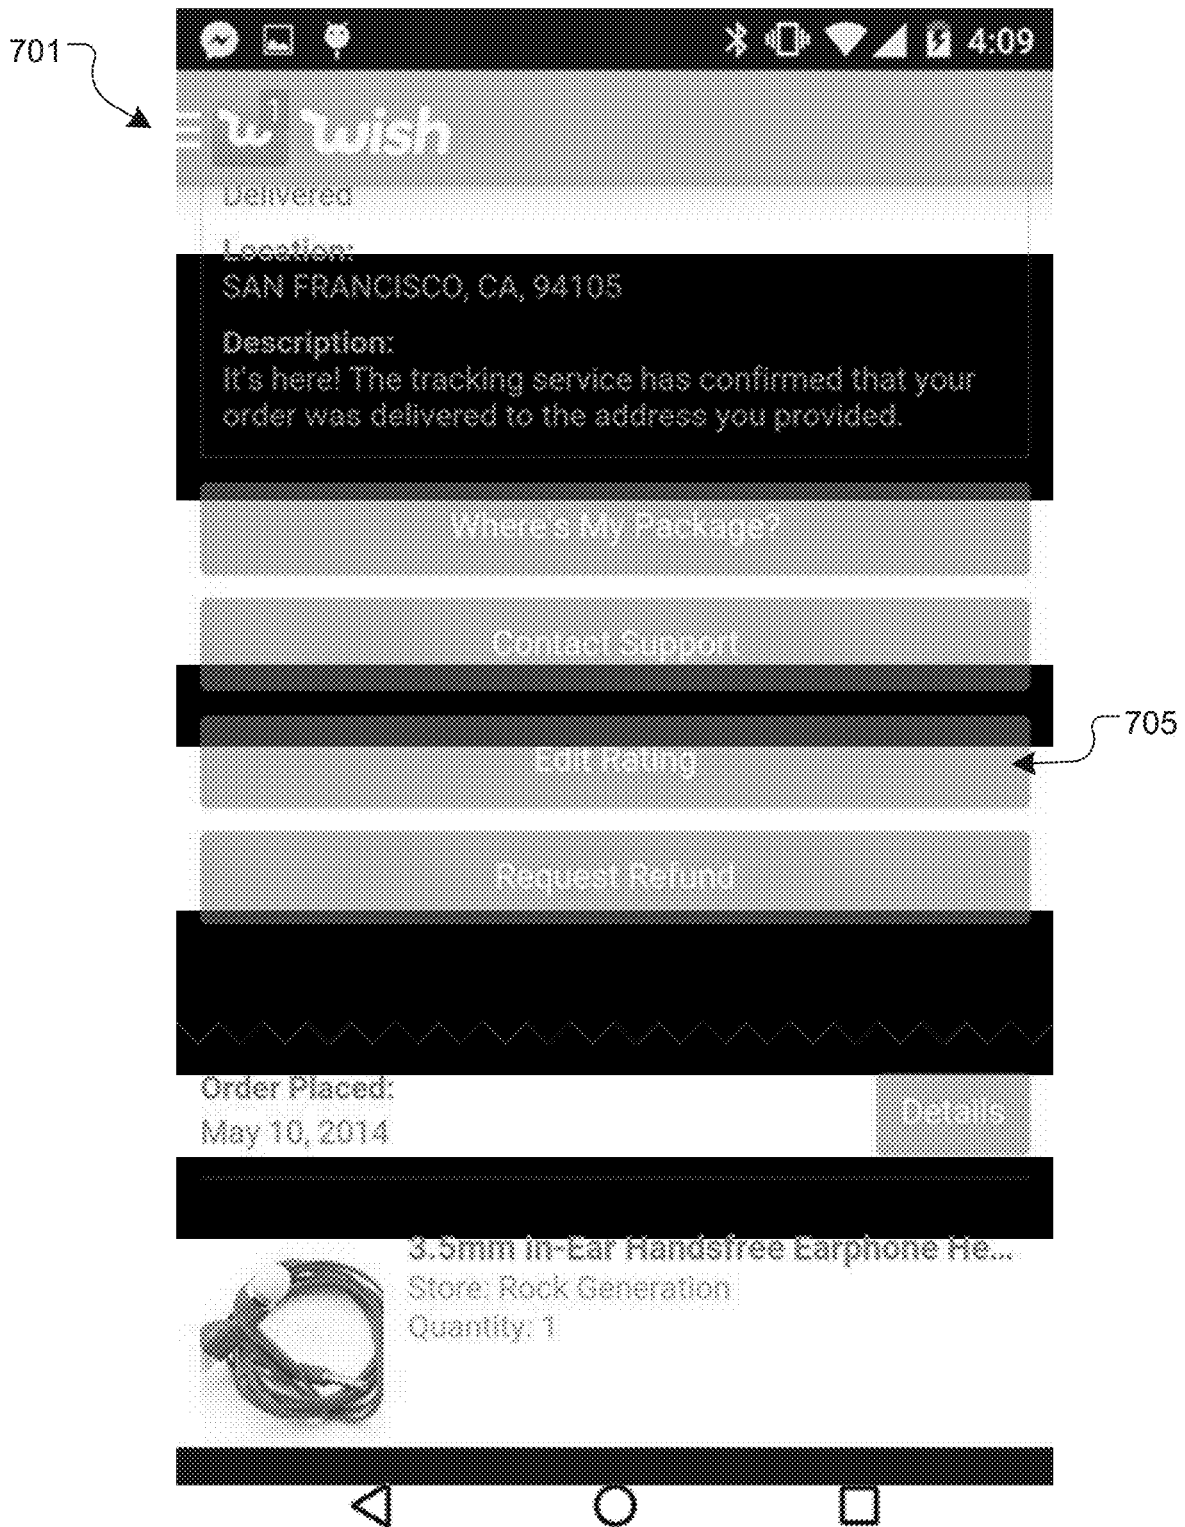 701
4:09
wish
Delivered
Location:
SAN FRANCISCO, CA, 94105
Description:
It's here! The tracking service has confirmed that your
order was delivered to the address you provided.
Where's My Package?
Contact Support
Edit Rating
705
Request Refund
Order Placed:
May 10, 2014
Details
3.5mm In-Ear Handsfree Earphone He...
Store: Rock Generation
Quantity: 1